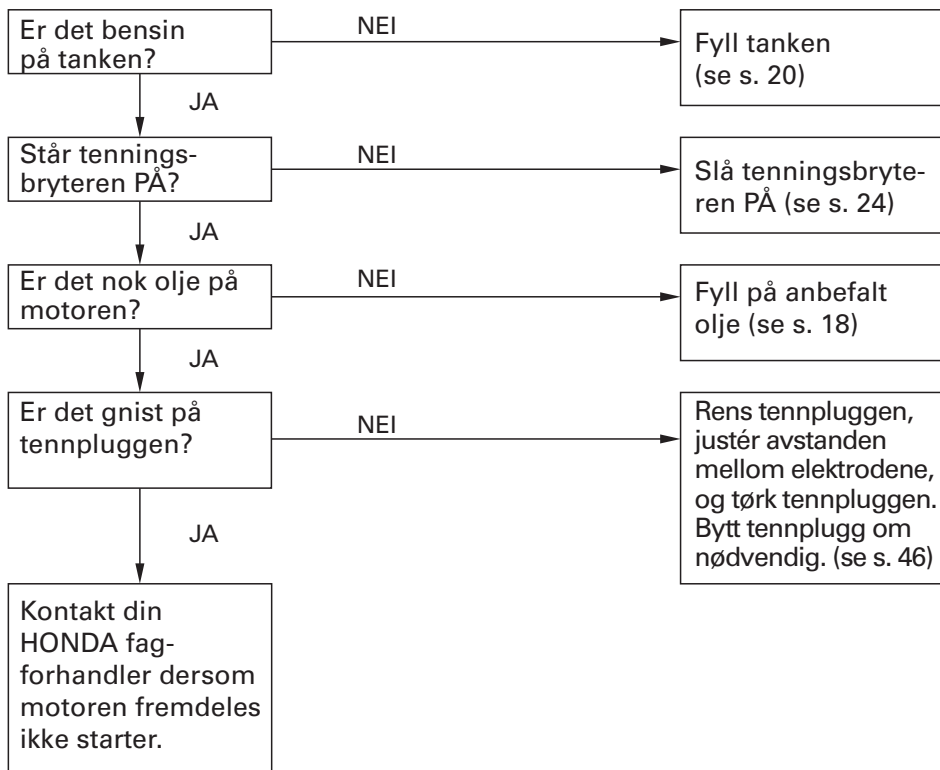 Er det bensin
på tanken?
NEI
Fyll tanken
(se s. 20)
JA
Står tennings-
bryteren PÅ?
NEI
Slå tenningsbryte-
ren PÅ (se s. 24)
JA
Er det nok olje på
motoren?
NEI
Fyll på anbefalt
olje (se s. 18)
JA
Er det gnist på
tennpluggen?
NEI
Rens tennpluggen,
justér avstanden
mellom elektrodene,
og tørk tennpluggen.
Bytt tennplugg om
nødvendig. (se s. 46)
JA
Kontakt din
HONDA fag-
forhandler dersom
motoren fremdeles
ikke starter.